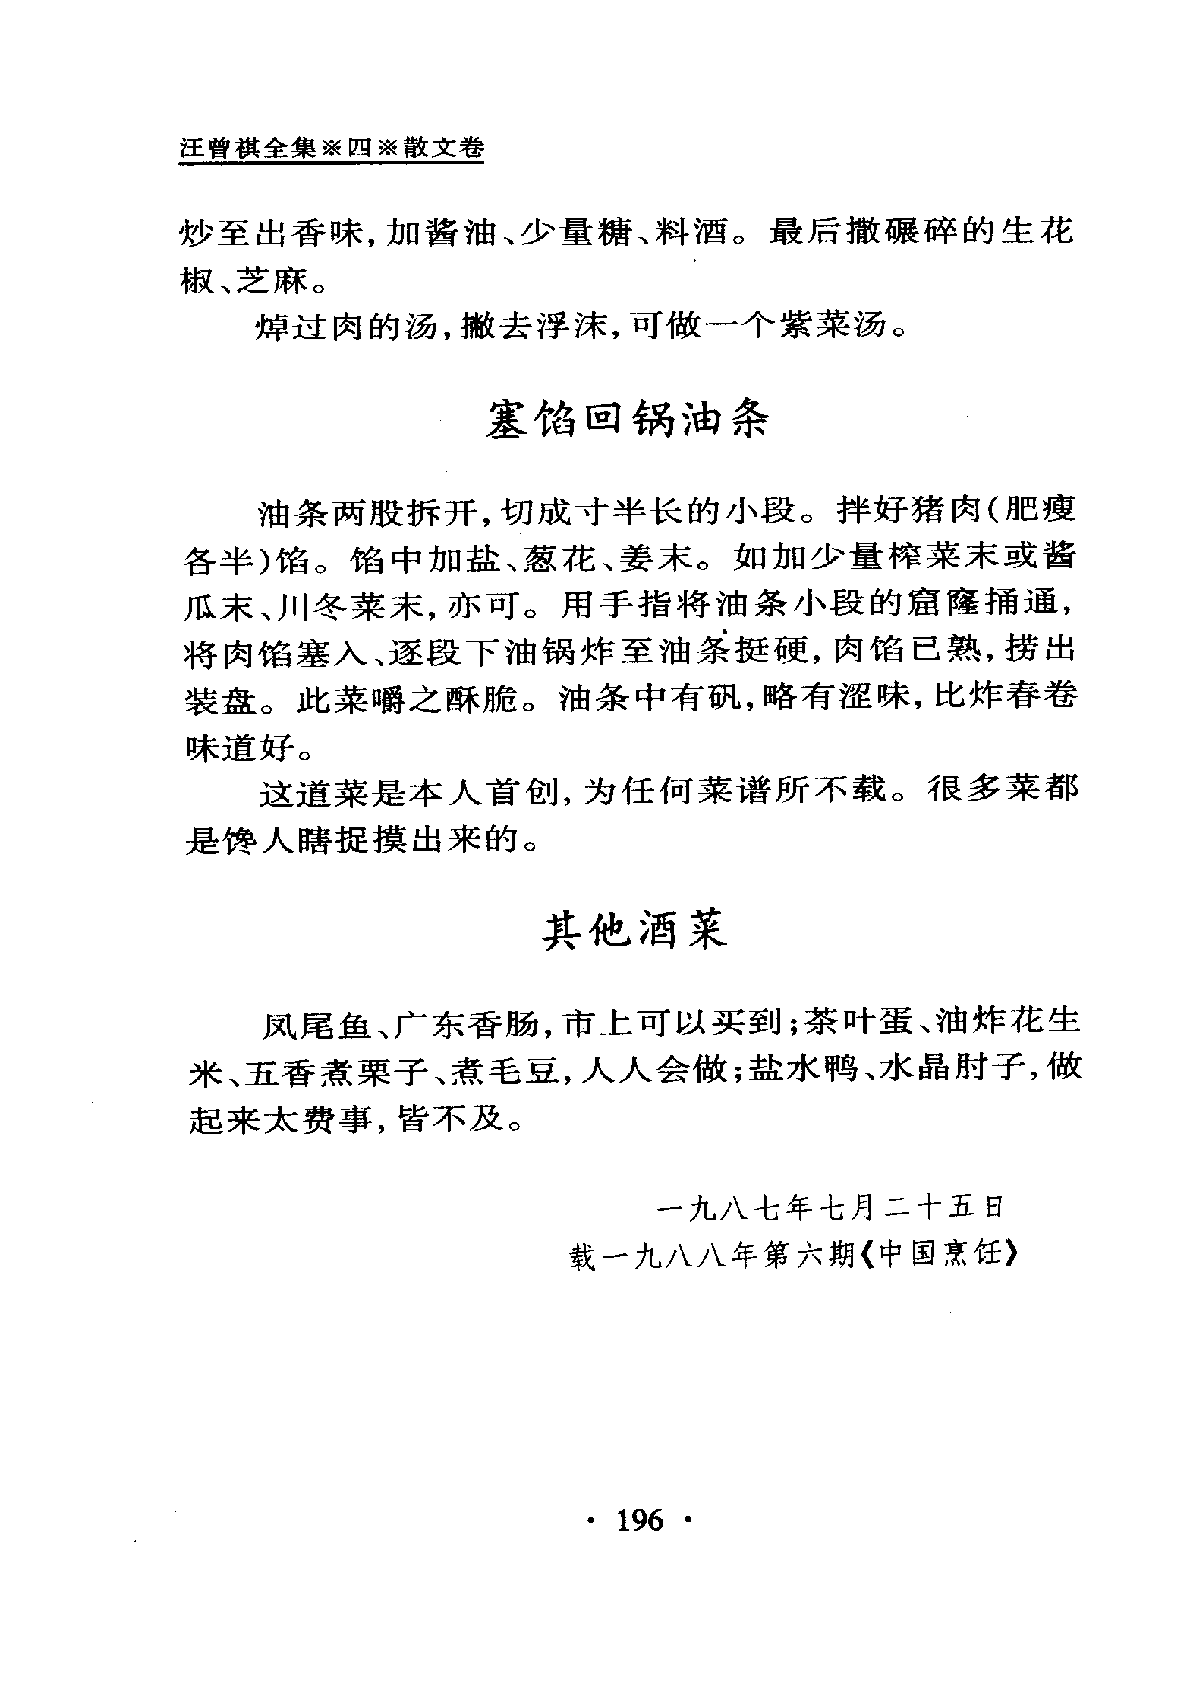 汪曾祺全集※四※散文卷
炒至出香味,加酱油、少量糖、料酒。最后撒碾碎的生花
椒、芝麻。
焯过肉的汤,撇去浮沫,可做一个紫菜汤。
塞馅回锅油条
油条两股拆开,切成寸半长的小段。拌好猪肉(肥瘦
各半)馅。馅中加盐、葱花、姜末。如加少量榨菜末或酱
瓜末、川冬菜末,亦可。用手指将油条小段的窟窿捅通,
将肉馅塞入、逐段下油锅炸至油条挺硬,肉馅已熟,捞出
装盘。此菜嚼之酥脆。油条中有矾,略有涩味,比炸春卷
味道好。
这道菜是本人首创,为任何菜谱所不载。很多菜都
是馋人瞎捉摸出来的。
其他酒菜
凤尾鱼、广东香肠,市上可以买到;茶叶蛋、油炸花生
米、五香煮栗子、煮毛豆,人人会做;盐水鸭、水晶肘子,做
起来太费事,皆不及。
一九八七年七月二十五日
载一九八八年第六期《中国烹饪》
· 196 ·